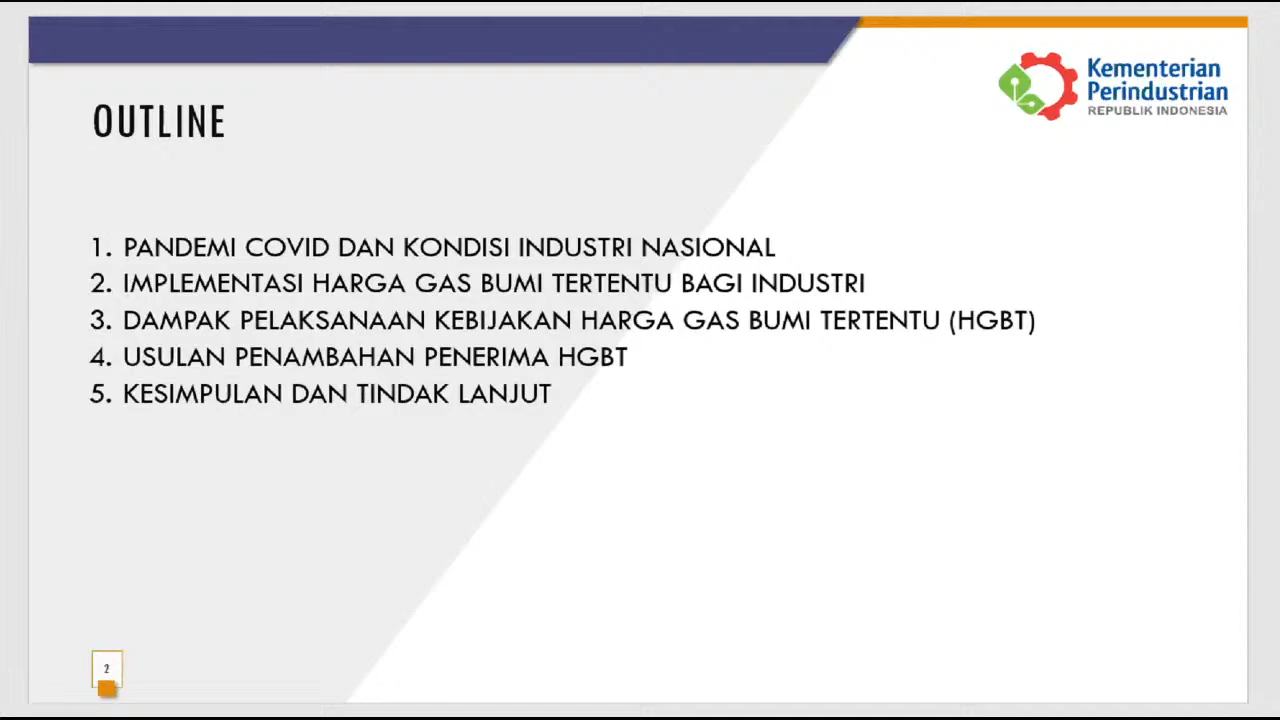 Kementerian
Perindustrian
REPUBLIK INDONESIA
OUTLINE
1. PANDEMI COVID DAN KONDISI INDUSTRI NASIONAL
2. IMPLEMENTASI HARGA GAS BUMI TERTENTU BAGI INDUSTRI
3. DAMPAK PELAKSANAAN KEBIJAKAN HARGA GAS BUMI TERTENTU (HGBT)
4. USULAN PENAMBAHAN PENERIMA HGBT
5. KESIMPULAN DAN TINDAK LANJUT
2